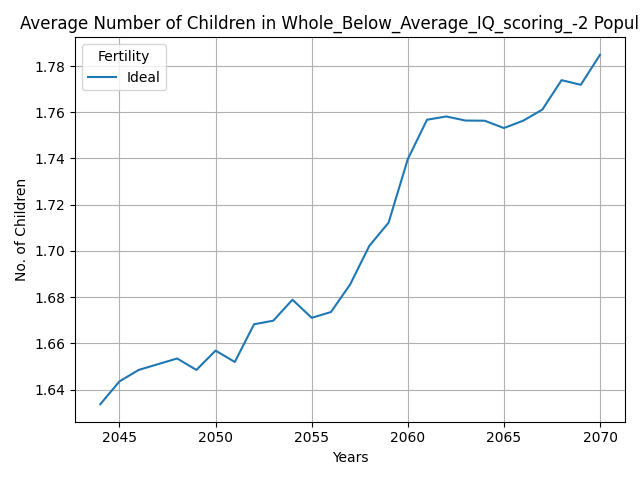 Average Number of Children in Whole_Below_Average_IQ_scoring_-2 Popul
Fertility
Ideal
1.78
1.76
1.74
1.72
1.70
1.68
1.66
1.64
No. of Children
2045 2050 2055 2060 2065 2070
Years